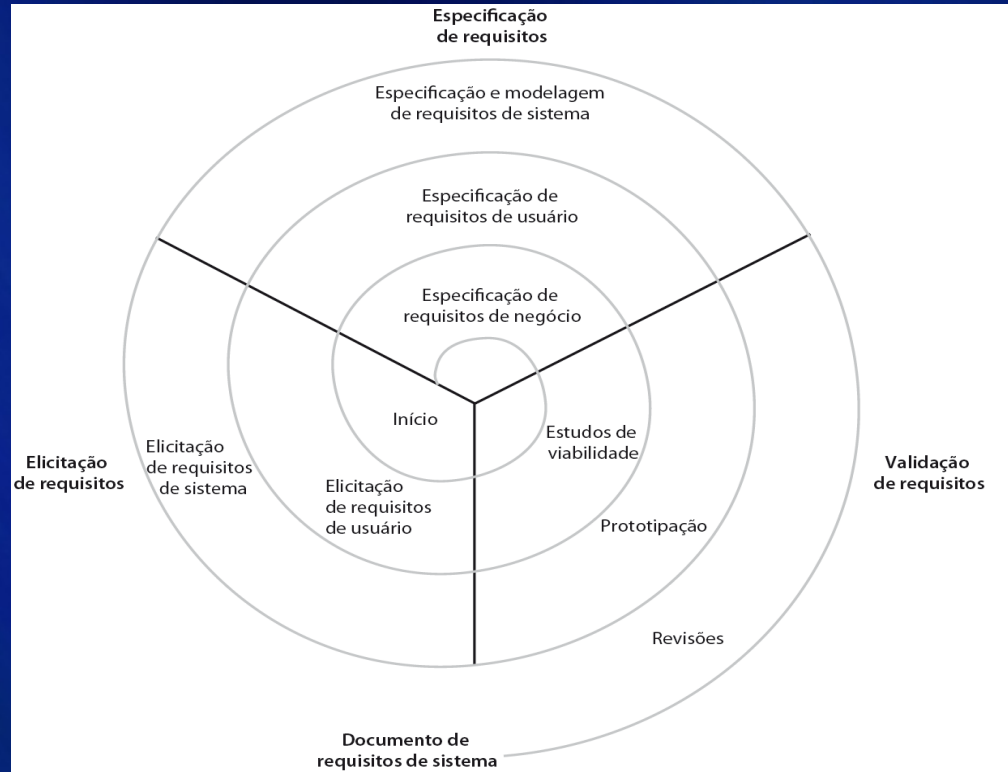 Especificação
de requisitos
Especificação e modelagem
de requisitos de sistema
Especificação de
requisitos de usuário
Especificação de
requisitos de negócio
Início
Estudos de
viabilidade
Elicitação
de requisitos
Elicitação
de requisitos
de sistema
Elicitação
de requisitos
de usuário
Validação
de requisitos
Prototipação
Revisões
Documento de
requisitos de sistema